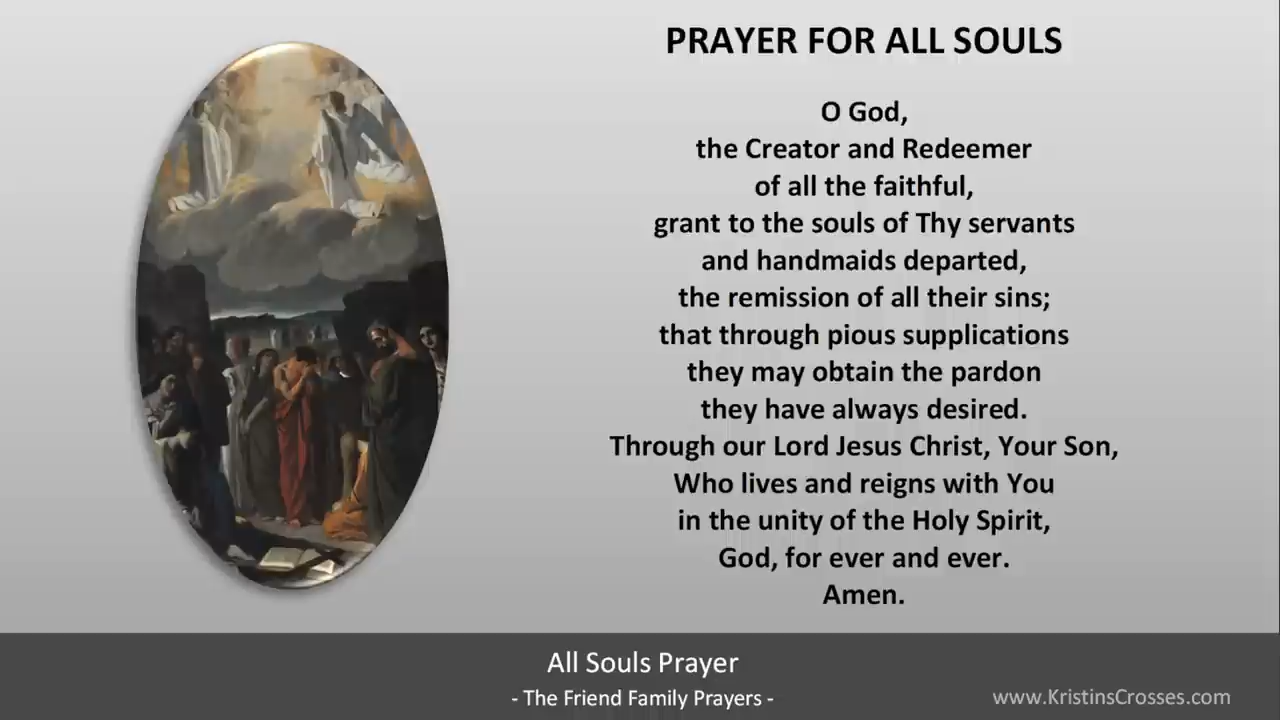 PRAYER FOR ALL SOULS
O God,
the Creator and Redeemer
of all the faithful,
grant to the souls of Thy servants
and handmaids departed,
the remission of all their sins;
that through pious supplications
they may obtain the pardon
they have always desired.
Through our Lord Jesus Christ, Your Son,
Who lives and reigns with You
in the unity of the Holy Spirit,
God, for ever and ever.
Amen.
All Souls Prayer
- The Friend Family Prayers -
www.KristinsCrosses.com